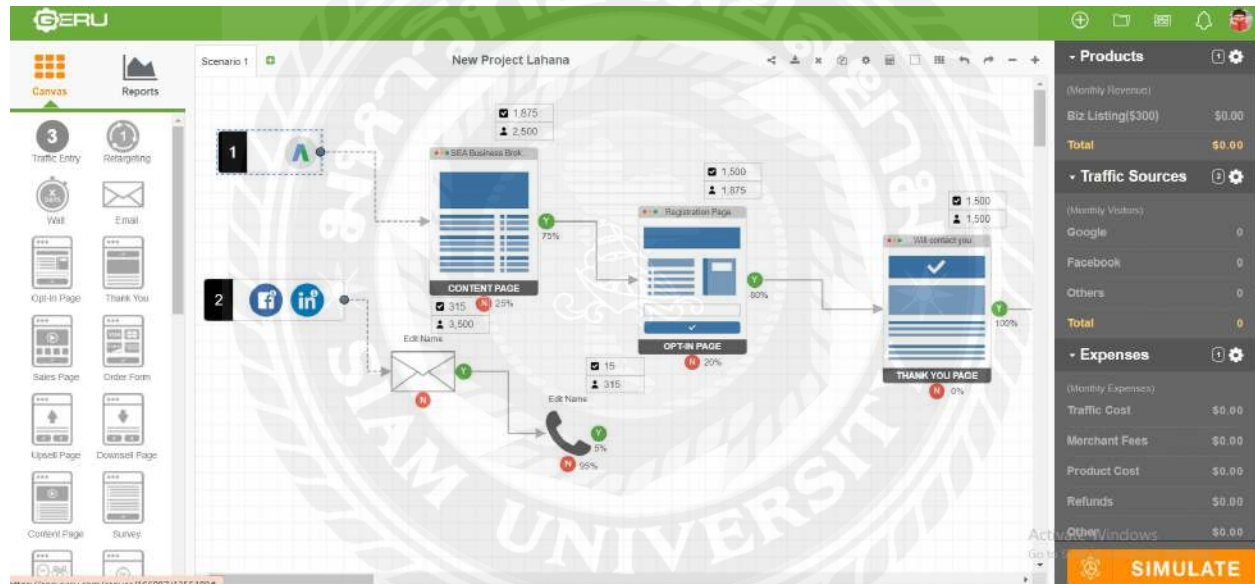 GERU
Canvas
Reports
3
Traffic Entry
Retargeting
Wait
Email
Opt-In Page
Thank You
Sales Page
Order Form
Upsell Page
Downsell Page
Content Page
Survey
Scenario 1
New Project Lahana
1
1,875
2,500
SEA Business Brok
Y
75%
CONTENT PAGE
N 25%
1,500
1,875
Registration Page
Y
80%
OPT-IN PAGE
N 20%
1,500
1,500
Will contact you
Y
100%
THANK YOU PAGE
N 0%
2
315
3,500
Edit Name
Y
N
15
315
Edit Name
Y
5%
N 95%
Products 1
(Monthly Revenue)
Biz Listing($300) $0.00
Total $0.00
Traffic Sources 3
(Monthly Visitors)
Google 0
Facebook 0
Others 0
Total 0
Expenses 1
(Monthly Expenses)
Traffic Cost $0.00
Merchant Fees $0.00
Product Cost $0.00
Refunds $0.00
Other $0.00
Activate Windows
SIMULATE
SIAM UNIVERSITY